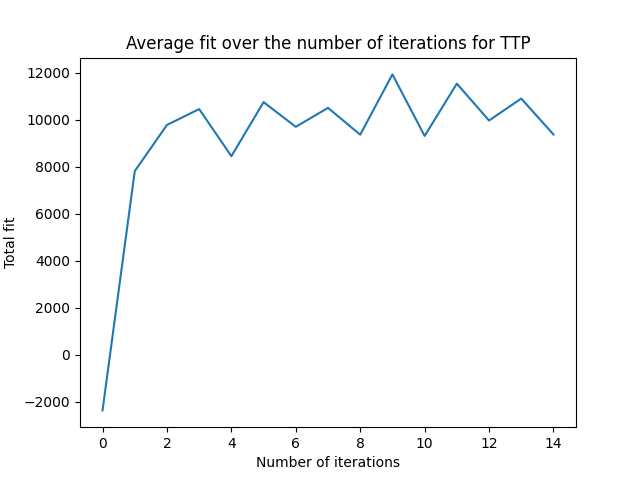 Average fit over the number of iterations for TTP
12000
10000
8000
6000
4000
2000
0
−2000
Total fit
0 2 4 6 8 10 12 14
Number of iterations